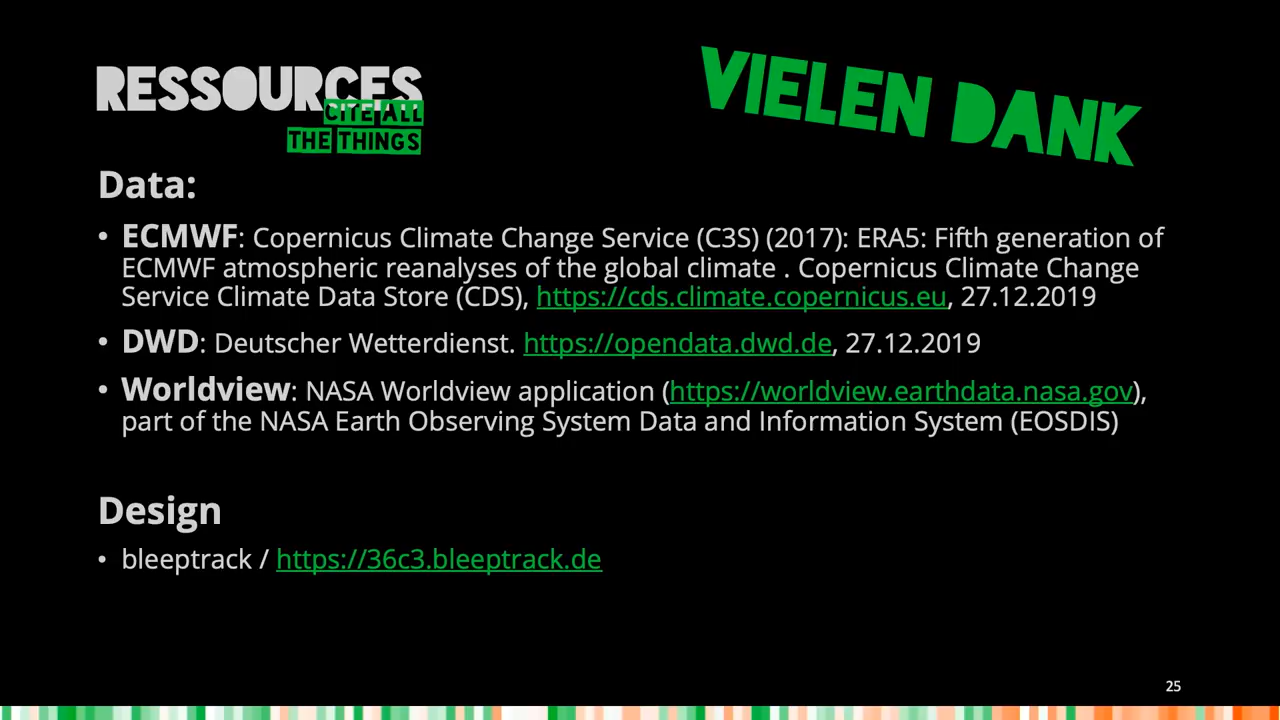 RESSOURCES
CITE ALL
THE THINGS
VIELEN DANK
Data:
• ECMWF: Copernicus Climate Change Service (C3S) (2017): ERA5: Fifth generation of
ECMWF atmospheric reanalyses of the global climate . Copernicus Climate Change
Service Climate Data Store (CDS), https://cds.climate.copernicus.eu, 27.12.2019
• DWD: Deutscher Wetterdienst. https://opendata.dwd.de, 27.12.2019
• Worldview: NASA Worldview application (https://worldview.earthdata.nasa.gov),
part of the NASA Earth Observing System Data and Information System (EOSDIS)
Design
• bleeptrack / https://36c3.bleeptrack.de
25